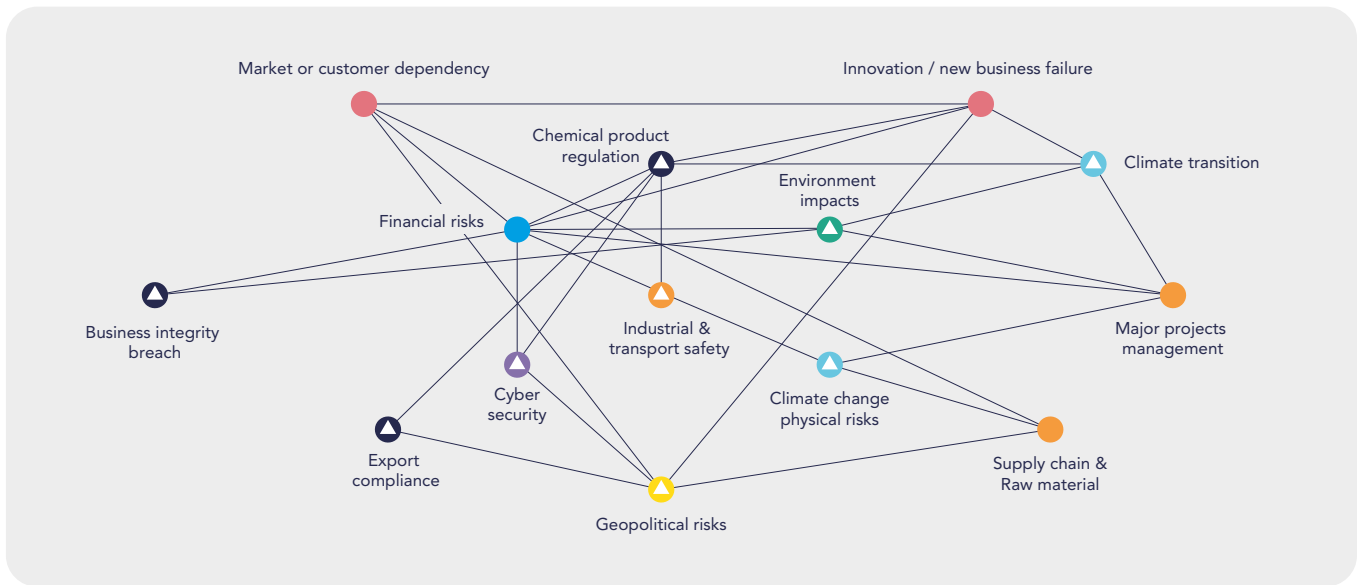 Market or customer dependency
Innovation / new business failure
Chemical product
regulation
Climate transition
Environment
impacts
Financial risks
Business integrity
breach
Industrial &
transport safety
Major projects
management
Cyber
security
Climate change
physical risks
Export
compliance
Supply chain &
Raw material
Geopolitical risks